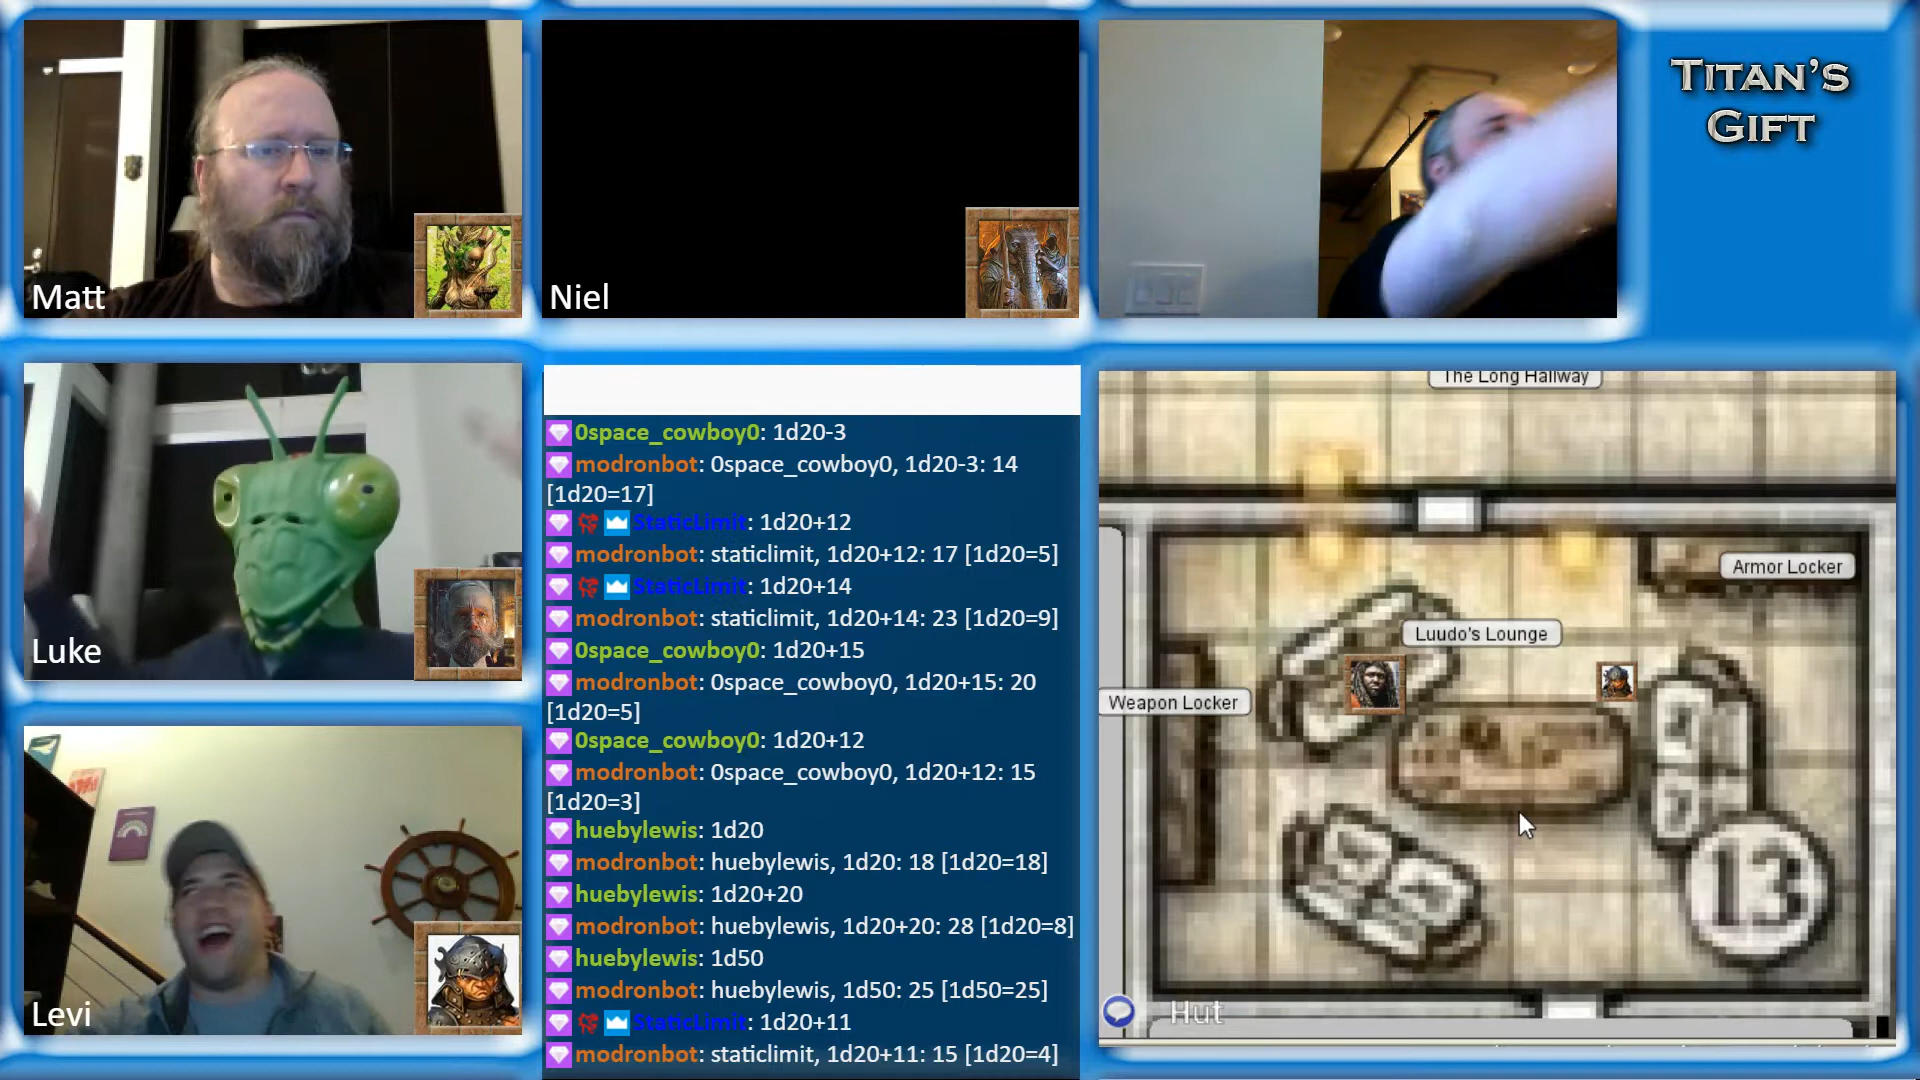 TITAN'S
GIFT
Matt
Niel
Luke
Levi
0space_cowboy0: 1d20-3
modronbot: 0space_cowboy0, 1d20-3: 14
[1d20=17]
StaticLimit: 1d20+12
modronbot: staticlimit, 1d20+12: 17 [1d20=5]
StaticLimit: 1d20+14
modronbot: staticlimit, 1d20+14: 23 [1d20=9]
0space_cowboy0: 1d20+15
modronbot: 0space_cowboy0, 1d20+15: 20
[1d20=5]
0space_cowboy0: 1d20+12
modronbot: 0space_cowboy0, 1d20+12: 15
[1d20=3]
huebylewis: 1d20
modronbot: huebylewis, 1d20: 18 [1d20=18]
huebylewis: 1d20+20
modronbot: huebylewis, 1d20+20: 28 [1d20=8]
huebylewis: 1d50
modronbot: huebylewis, 1d50: 25 [1d50=25]
StaticLimit: 1d20+11
modronbot: staticlimit, 1d20+11: 15 [1d20=4]
The Long Hallway
Armor Locker
Luudo's Lounge
Weapon Locker
13
Hut